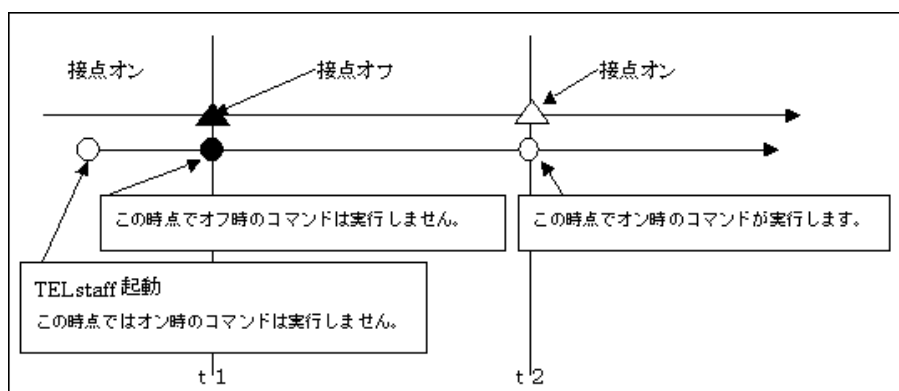 接点オン
接点オフ
接点オン
この時点でオフ時のコマンドは実行しません。
この時点でオン時のコマンドが実行します。
TELstaff 起動
この時点ではオン時のコマンドは実行しません。
t1
t2